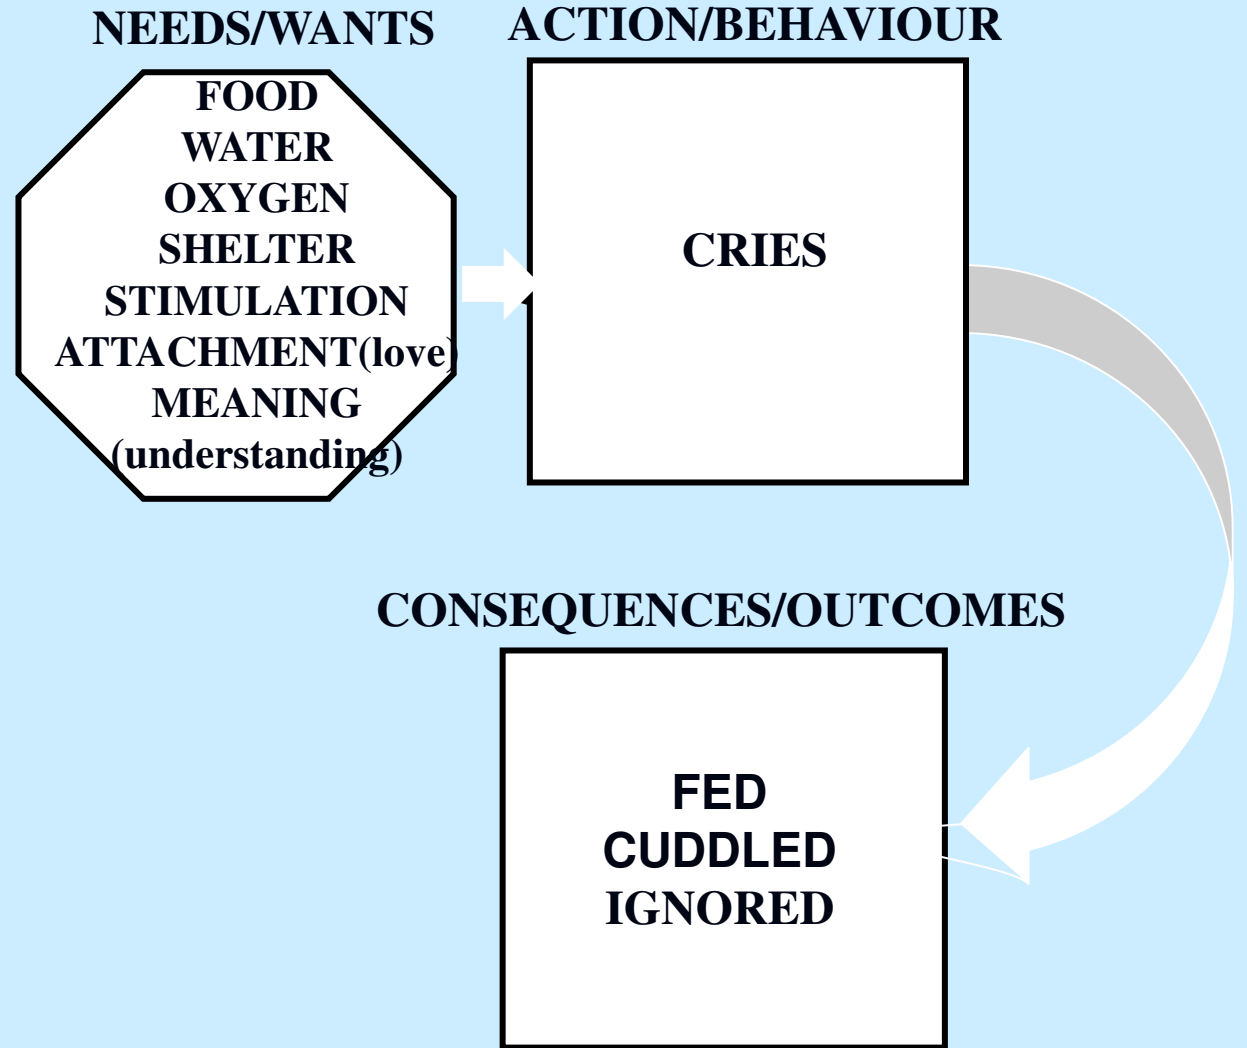 NEEDS/WANTS
FOOD
WATER
OXYGEN
SHELTER
STIMULATION
ATTACHMENT(love)
MEANING
(understanding)
ACTION/BEHAVIOUR
CRIES
CONSEQUENCES/OUTCOMES
FED
CUDDLED
IGNORED